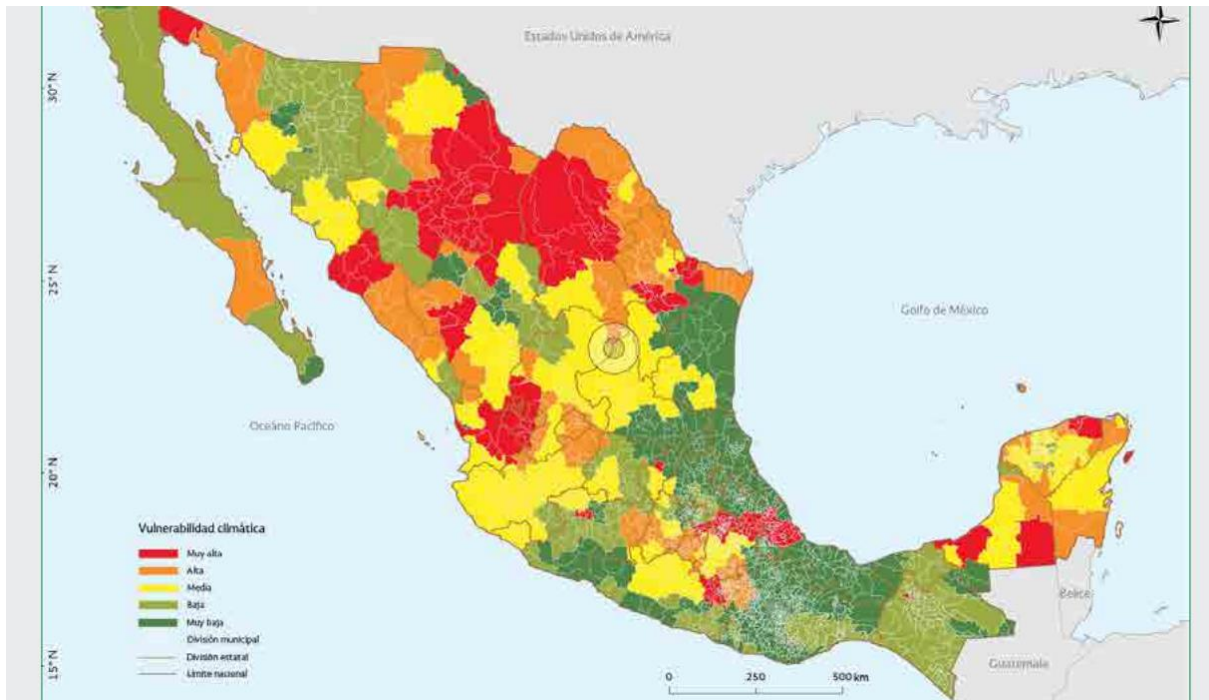 Estados Unidos de América
30°N
25°N
Golfo de México
Oceáno Pacífico
20°N
Vulnerabilidad climática
Muy alta
Alta
Media
Baja
Muy baja
División municipal
División estatal
Límite nacional
0 250 500 km
Belice
Guatemala
15°N